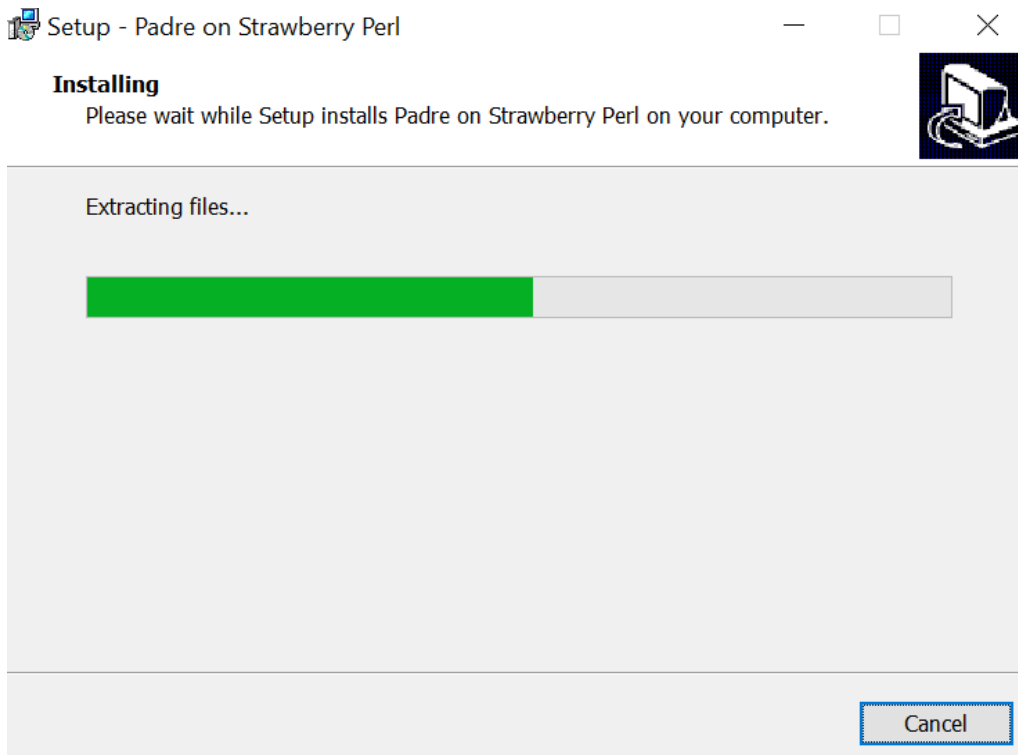 Setup - Padre on Strawberry Perl
Installing
Please wait while Setup installs Padre on Strawberry Perl on your computer.
Extracting files...
Cancel